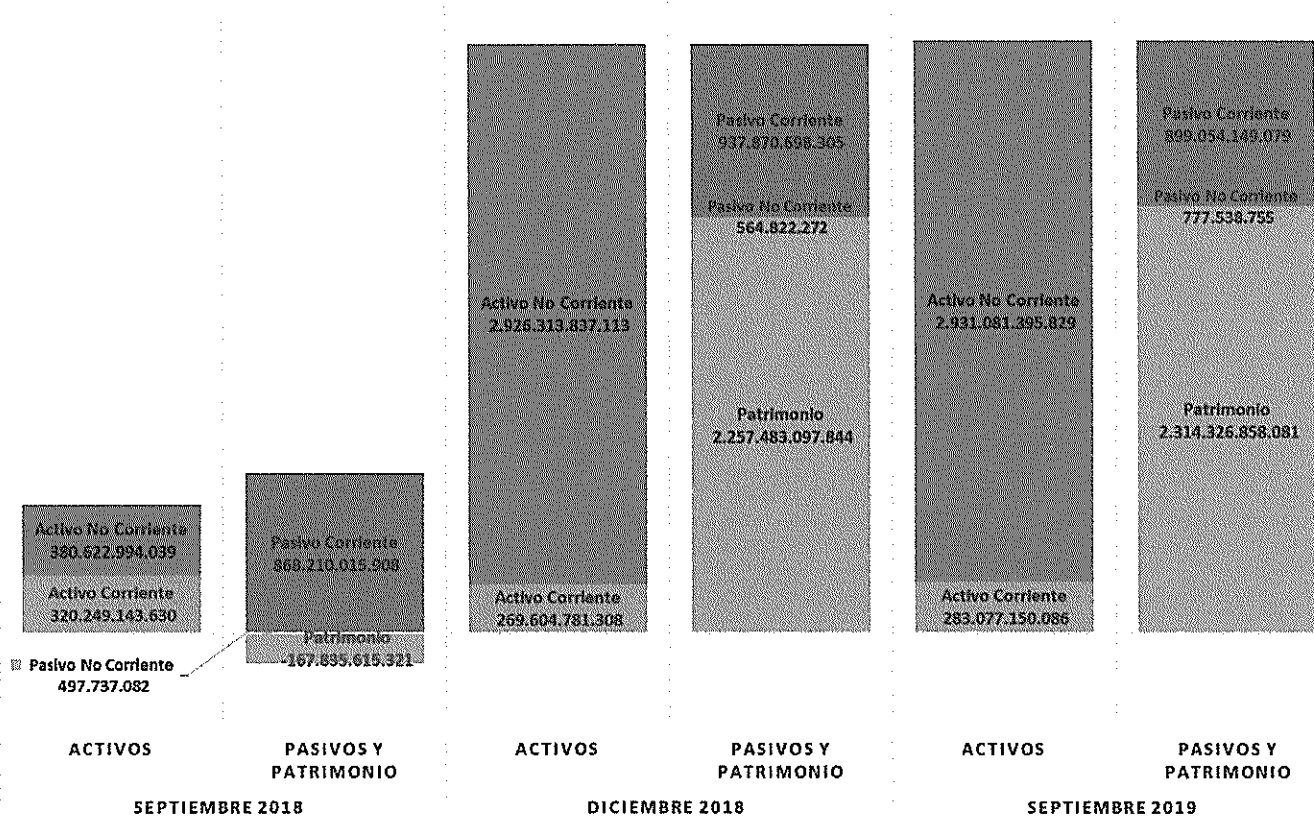 Activo No Corriente
380.622.994.039
Activo Corriente
320.249.143.630
Pasivo Corriente
868.210.015.908
Patrimonio
-167.835.615.321
Pasivo No Corriente
497.737.082
Activo No Corriente
2.926.313.837.113
Activo Corriente
269.604.781.308
Pasivo Corriente
937.870.698.305
Pasivo No Corriente
564.822.272
Patrimonio
2.257.483.097.844
Activo No Corriente
2.931.081.395.829
Activo Corriente
283.077.150.086
Pasivo Corriente
899.054.149.079
Pasivo No Corriente
777.538.755
Patrimonio
2.314.326.858.081
ACTIVOS
PASIVOS Y
PATRIMONIO
ACTIVOS
PASIVOS Y
PATRIMONIO
ACTIVOS
PASIVOS Y
PATRIMONIO
SEPTIEMBRE 2018
DICIEMBRE 2018
SEPTIEMBRE 2019